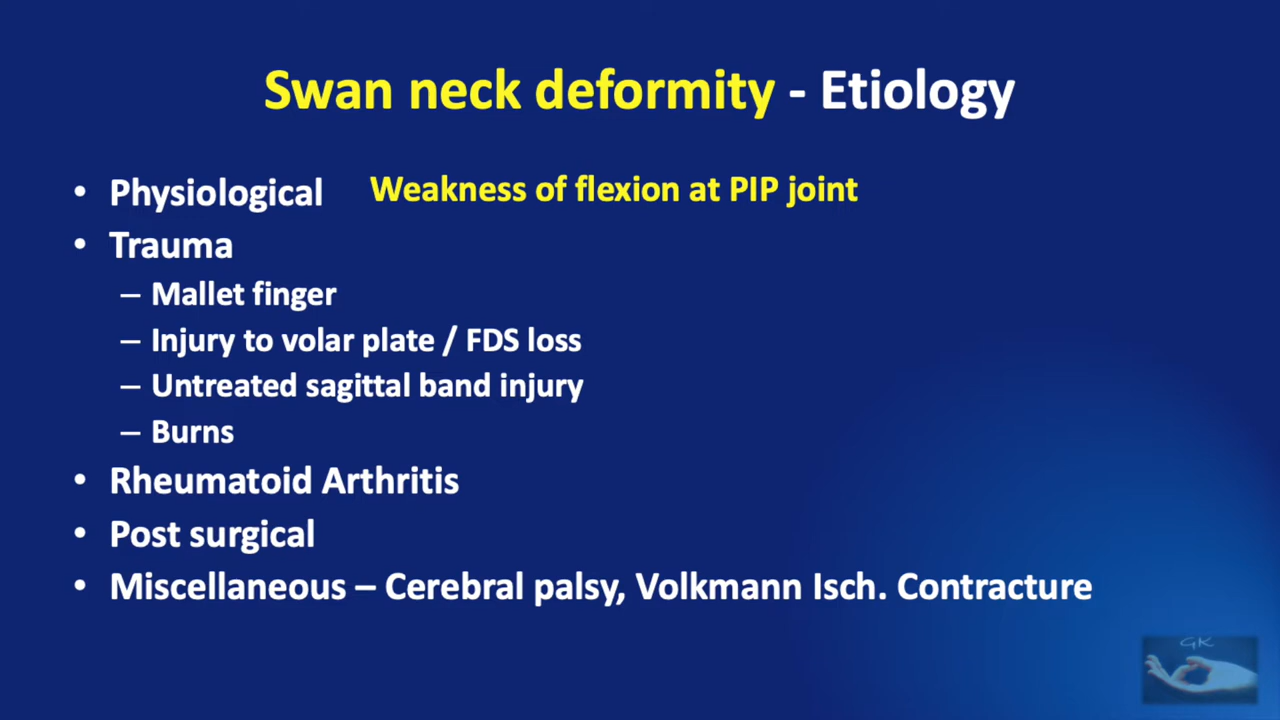 Swan neck deformity - Etiology
• Physiological Weakness of flexion at PIP joint
• Trauma
– Mallet finger
– Injury to volar plate / FDS loss
– Untreated sagittal band injury
– Burns
• Rheumatoid Arthritis
• Post surgical
• Miscellaneous – Cerebral palsy, Volkmann Isch. Contracture
GK